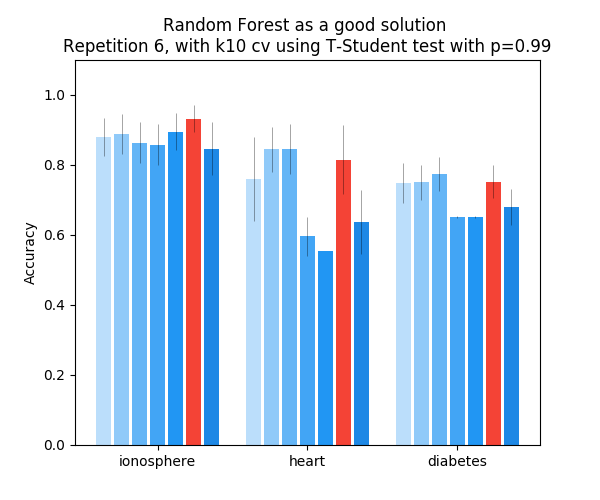 Random Forest as a good solution
Repetition 6, with k10 cv using T-Student test with p=0.99
1.0
0.8
0.6
0.4
0.2
0.0
Accuracy
ionosphere
heart
diabetes